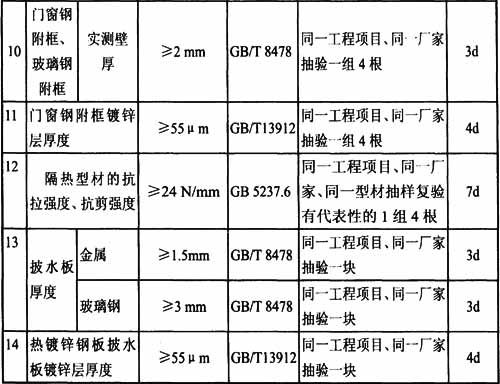 10 门窗钢附框、玻璃钢附框 实测壁厚 ≥2 mm GB/T 8478 同一工程项目、同一厂家抽验一组 4 根 3d
11 门窗钢附框镀锌层厚度 ≥55 μm GB/T13912 同一工程项目、同一厂家抽验一组 4 根 4d
12 隔热型材的抗拉强度、抗剪强度 ≥24 N/mm GB 5237.6 同一工程项目、同一厂家、同一型材抽样复验有代表性的 1 组 4 根 7d
13 披水板厚度 金属 ≥1.5mm GB/T 8478 同一工程项目、同一厂家抽验一块 3d
玻璃钢 ≥3 mm GB/T 8478 同一工程项目、同一厂家抽验一块 3d
14 热镀锌钢板披水板镀锌层厚度 ≥55 μm GB/T13912 同一工程项目、同一厂家抽验一块 4d